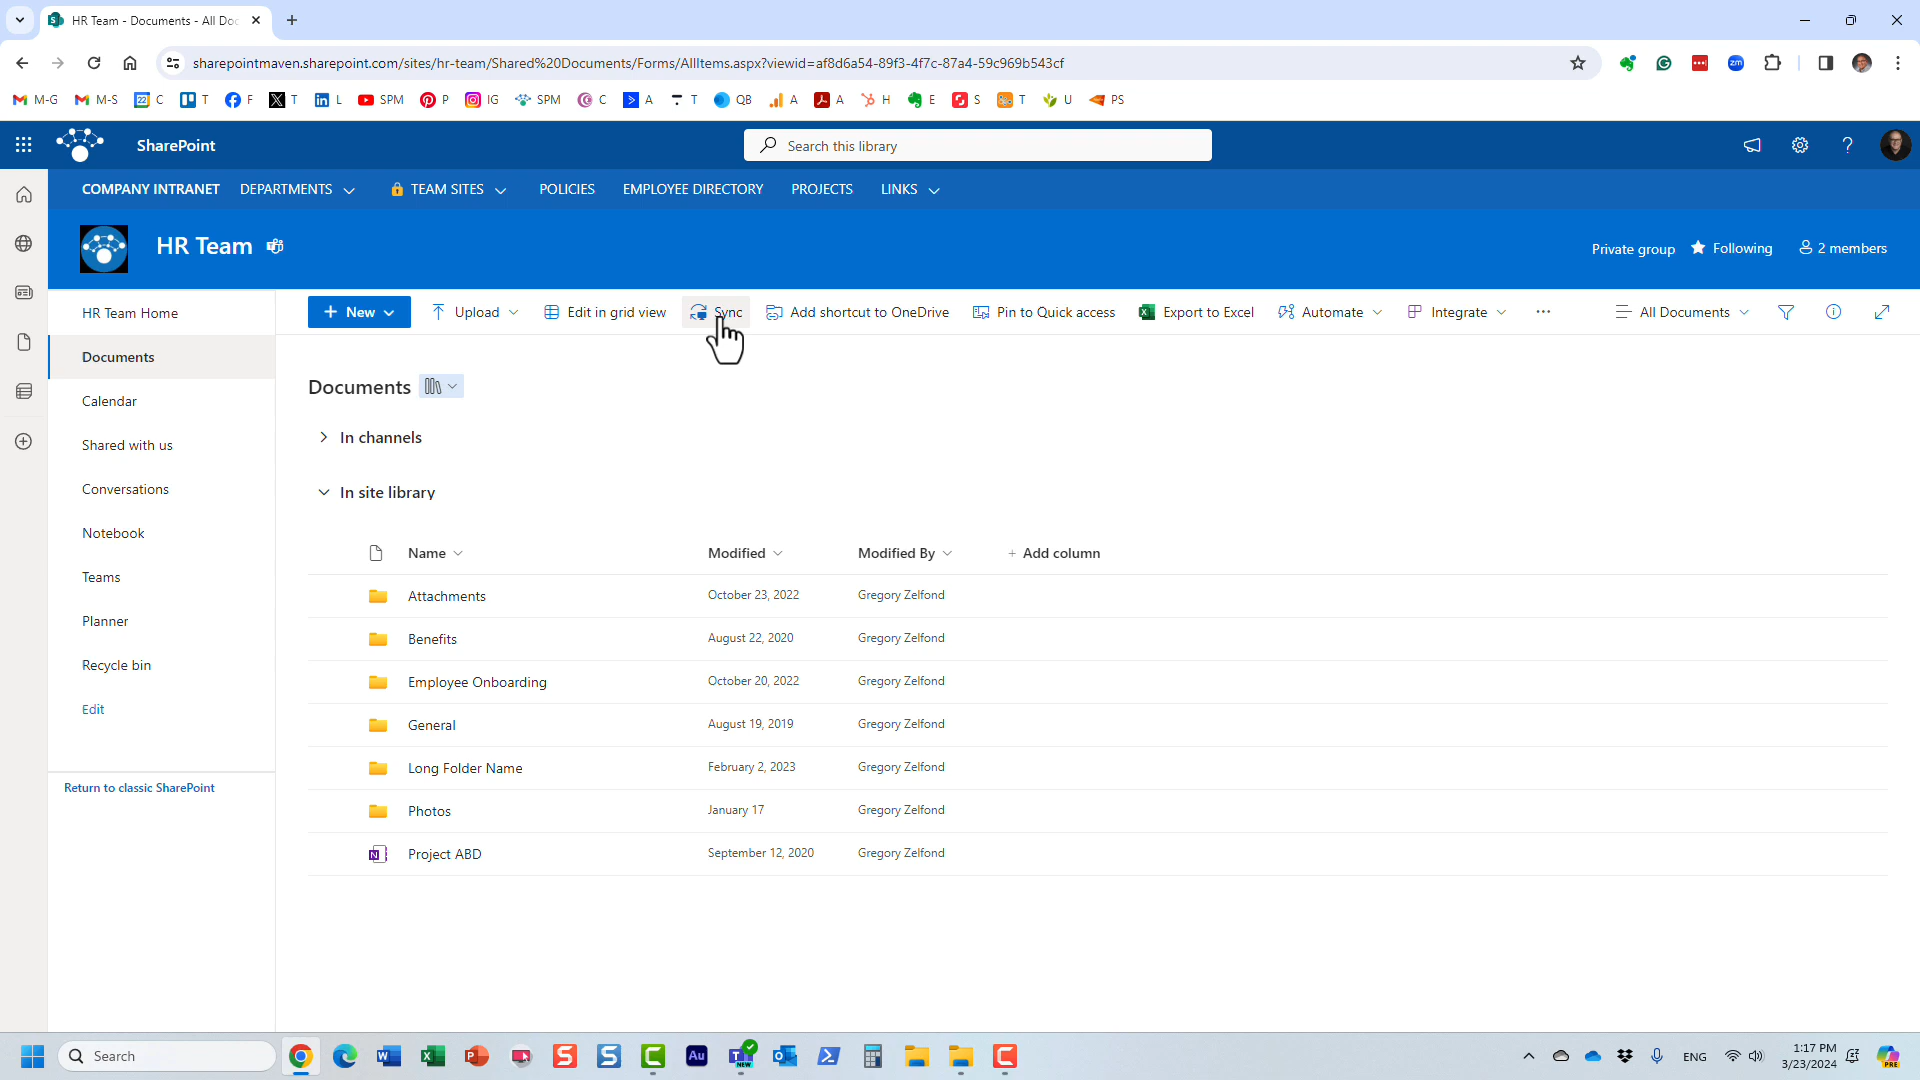 HR Team - Documents - All Doc
sharepointmaven.sharepoint.com/sites/hr-team/Shared%20Documents/Forms/AllItems.aspx?viewid=af8d6a54-89f3-4f7c-87a4-59c969b543cf
M-G M-S C T F T L SPM P IG SPM C A T QB A A H E S T U PS
SharePoint
Search this library
COMPANY INTRANET DEPARTMENTS TEAM SITES POLICIES EMPLOYEE DIRECTORY PROJECTS LINKS
HR Team
Private group Following 2 members
HR Team Home
Documents
Calendar
Shared with us
Conversations
Notebook
Teams
Planner
Recycle bin
Edit
Return to classic SharePoint
New Upload Edit in grid view Sync Add shortcut to OneDrive Pin to Quick access Export to Excel Automate Integrate ... All Documents
Documents
In channels
In site library
Name Modified Modified By + Add column
Attachments October 23, 2022 Gregory Zelfond
Benefits August 22, 2020 Gregory Zelfond
Employee Onboarding October 20, 2022 Gregory Zelfond
General August 19, 2019 Gregory Zelfond
Long Folder Name February 2, 2023 Gregory Zelfond
Photos January 17 Gregory Zelfond
Project ABD September 12, 2020 Gregory Zelfond
Search
ENG
1:17 PM
3/23/2024